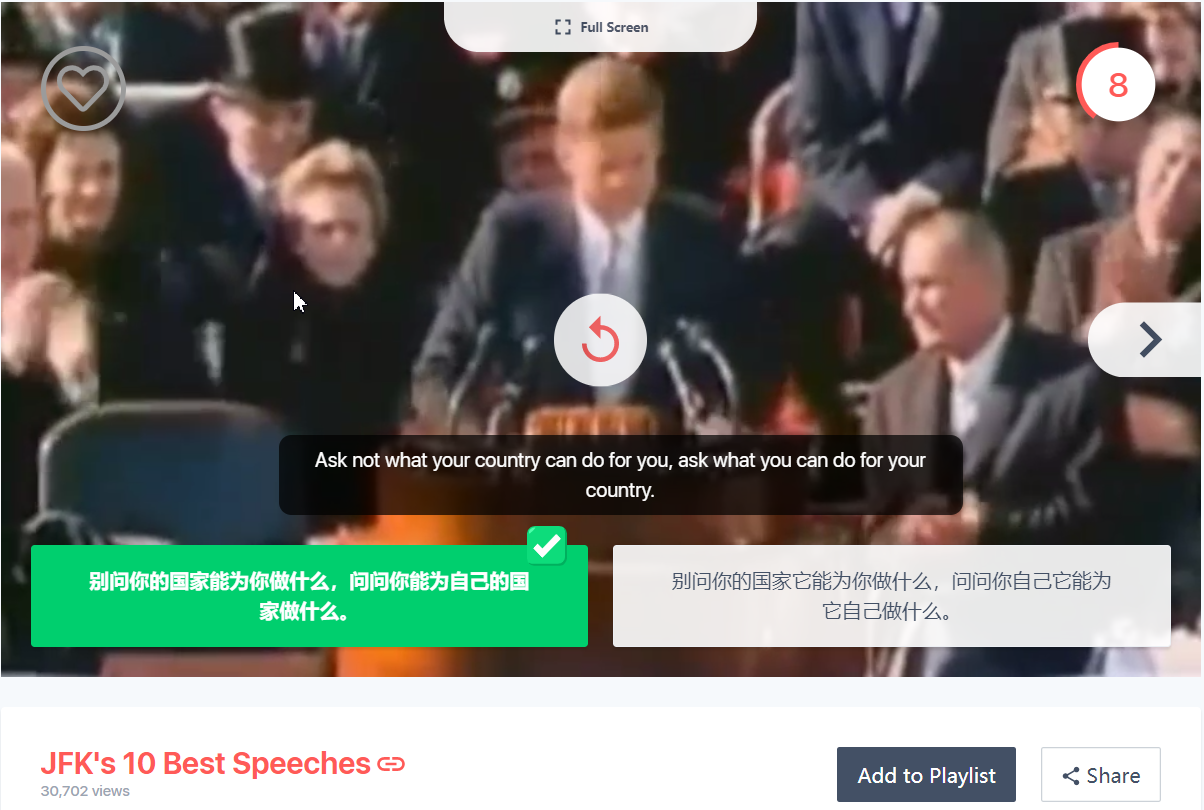 Full Screen
8
Ask not what your country can do for you, ask what you can do for your
country.
别问你的国家能为你做什么，问问你能为自己的国
家做什么。
别问你的国家它能为你做什么，问问你自己它能为
它自己做什么。
JFK's 10 Best Speeches
30,702 views
Add to Playlist
Share